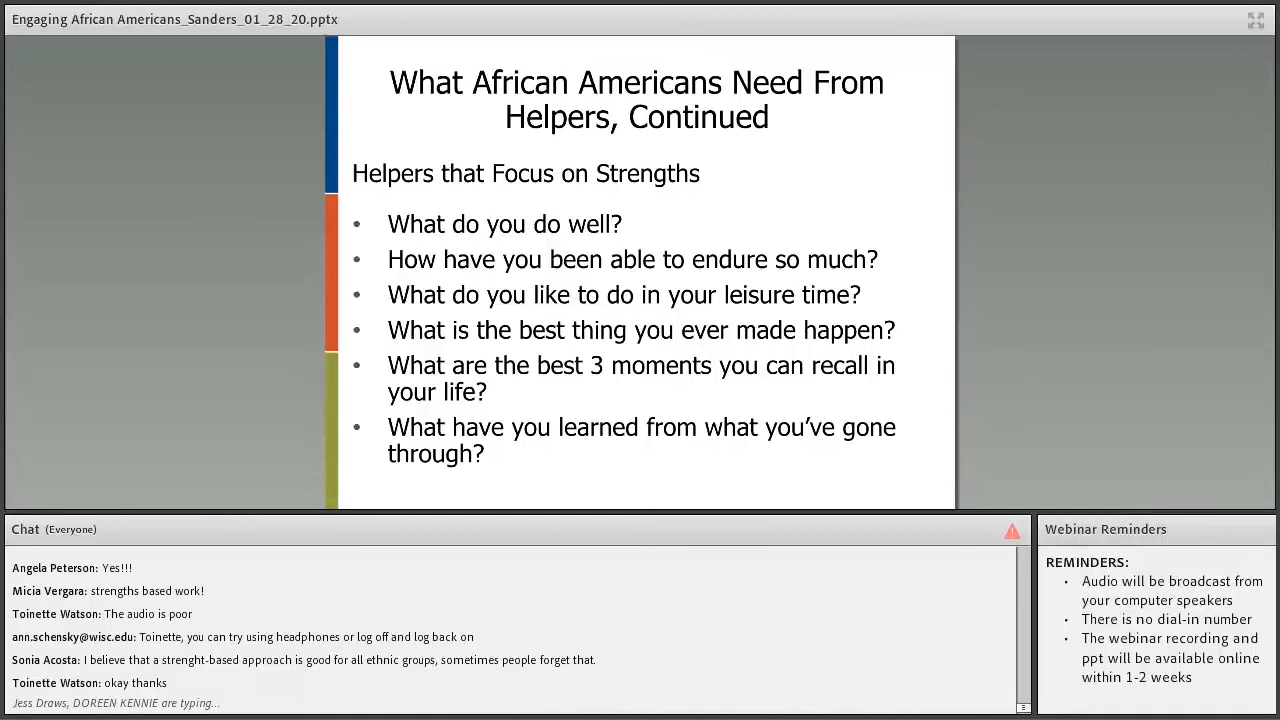 Engaging African Americans_Sanders_01_28_20.pptx
What African Americans Need From
Helpers, Continued
Helpers that Focus on Strengths
• What do you do well?
• How have you been able to endure so much?
• What do you like to do in your leisure time?
• What is the best thing you ever made happen?
• What are the best 3 moments you can recall in
your life?
• What have you learned from what you’ve gone
through?
Chat (Everyone)
Angela Peterson: Yes!!!
Micia Vergara: strengths based work!
Toinette Watson: The audio is poor
ann.schensky@wisc.edu: Toinette, you can try using headphones or log off and log back on
Sonia Acosta: I believe that a strenght-based approach is good for all ethnic groups, sometimes people forget that.
Toinette Watson: okay thanks
Jess Draws, DOREEN KENNIE are typing...
Webinar Reminders
REMINDERS:
• Audio will be broadcast from
your computer speakers
• There is no dial-in number
• The webinar recording and
ppt will be available online
within 1-2 weeks